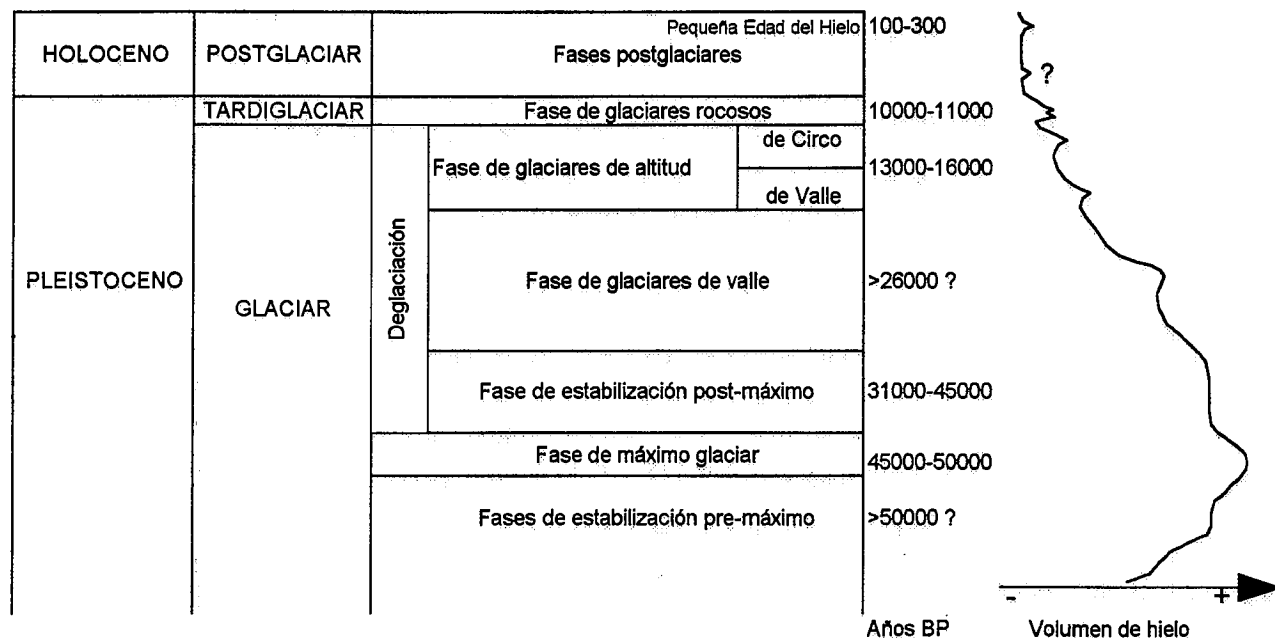 Pequeña Edad del Hielo 100-300
HOLOCENO POSTGLACIAR Fases postglaciares
?
TARDIGLACIAR Fase de glaciares rocosos 10000-11000
de Circo
Fase de glaciares de altitud 13000-16000
de Valle
Deglaciación
PLEISTOCENO Fase de glaciares de valle >26000 ?
GLACIAR
Fase de estabilización post-máximo 31000-45000
Fase de máximo glaciar 45000-50000
Fases de estabilización pre-máximo >50000 ?
- +
Años BP Volumen de hielo